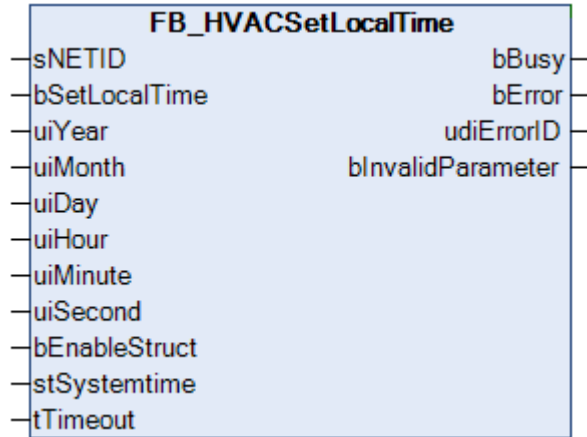 FB_HVACSetLocalTime
sNETID bBusy
bSetLocalTime bError
uiYear udiErrorID
uiMonth bInvalidParameter
uiDay
uiHour
uiMinute
uiSecond
bEnableStruct
stSystemtime
tTimeout